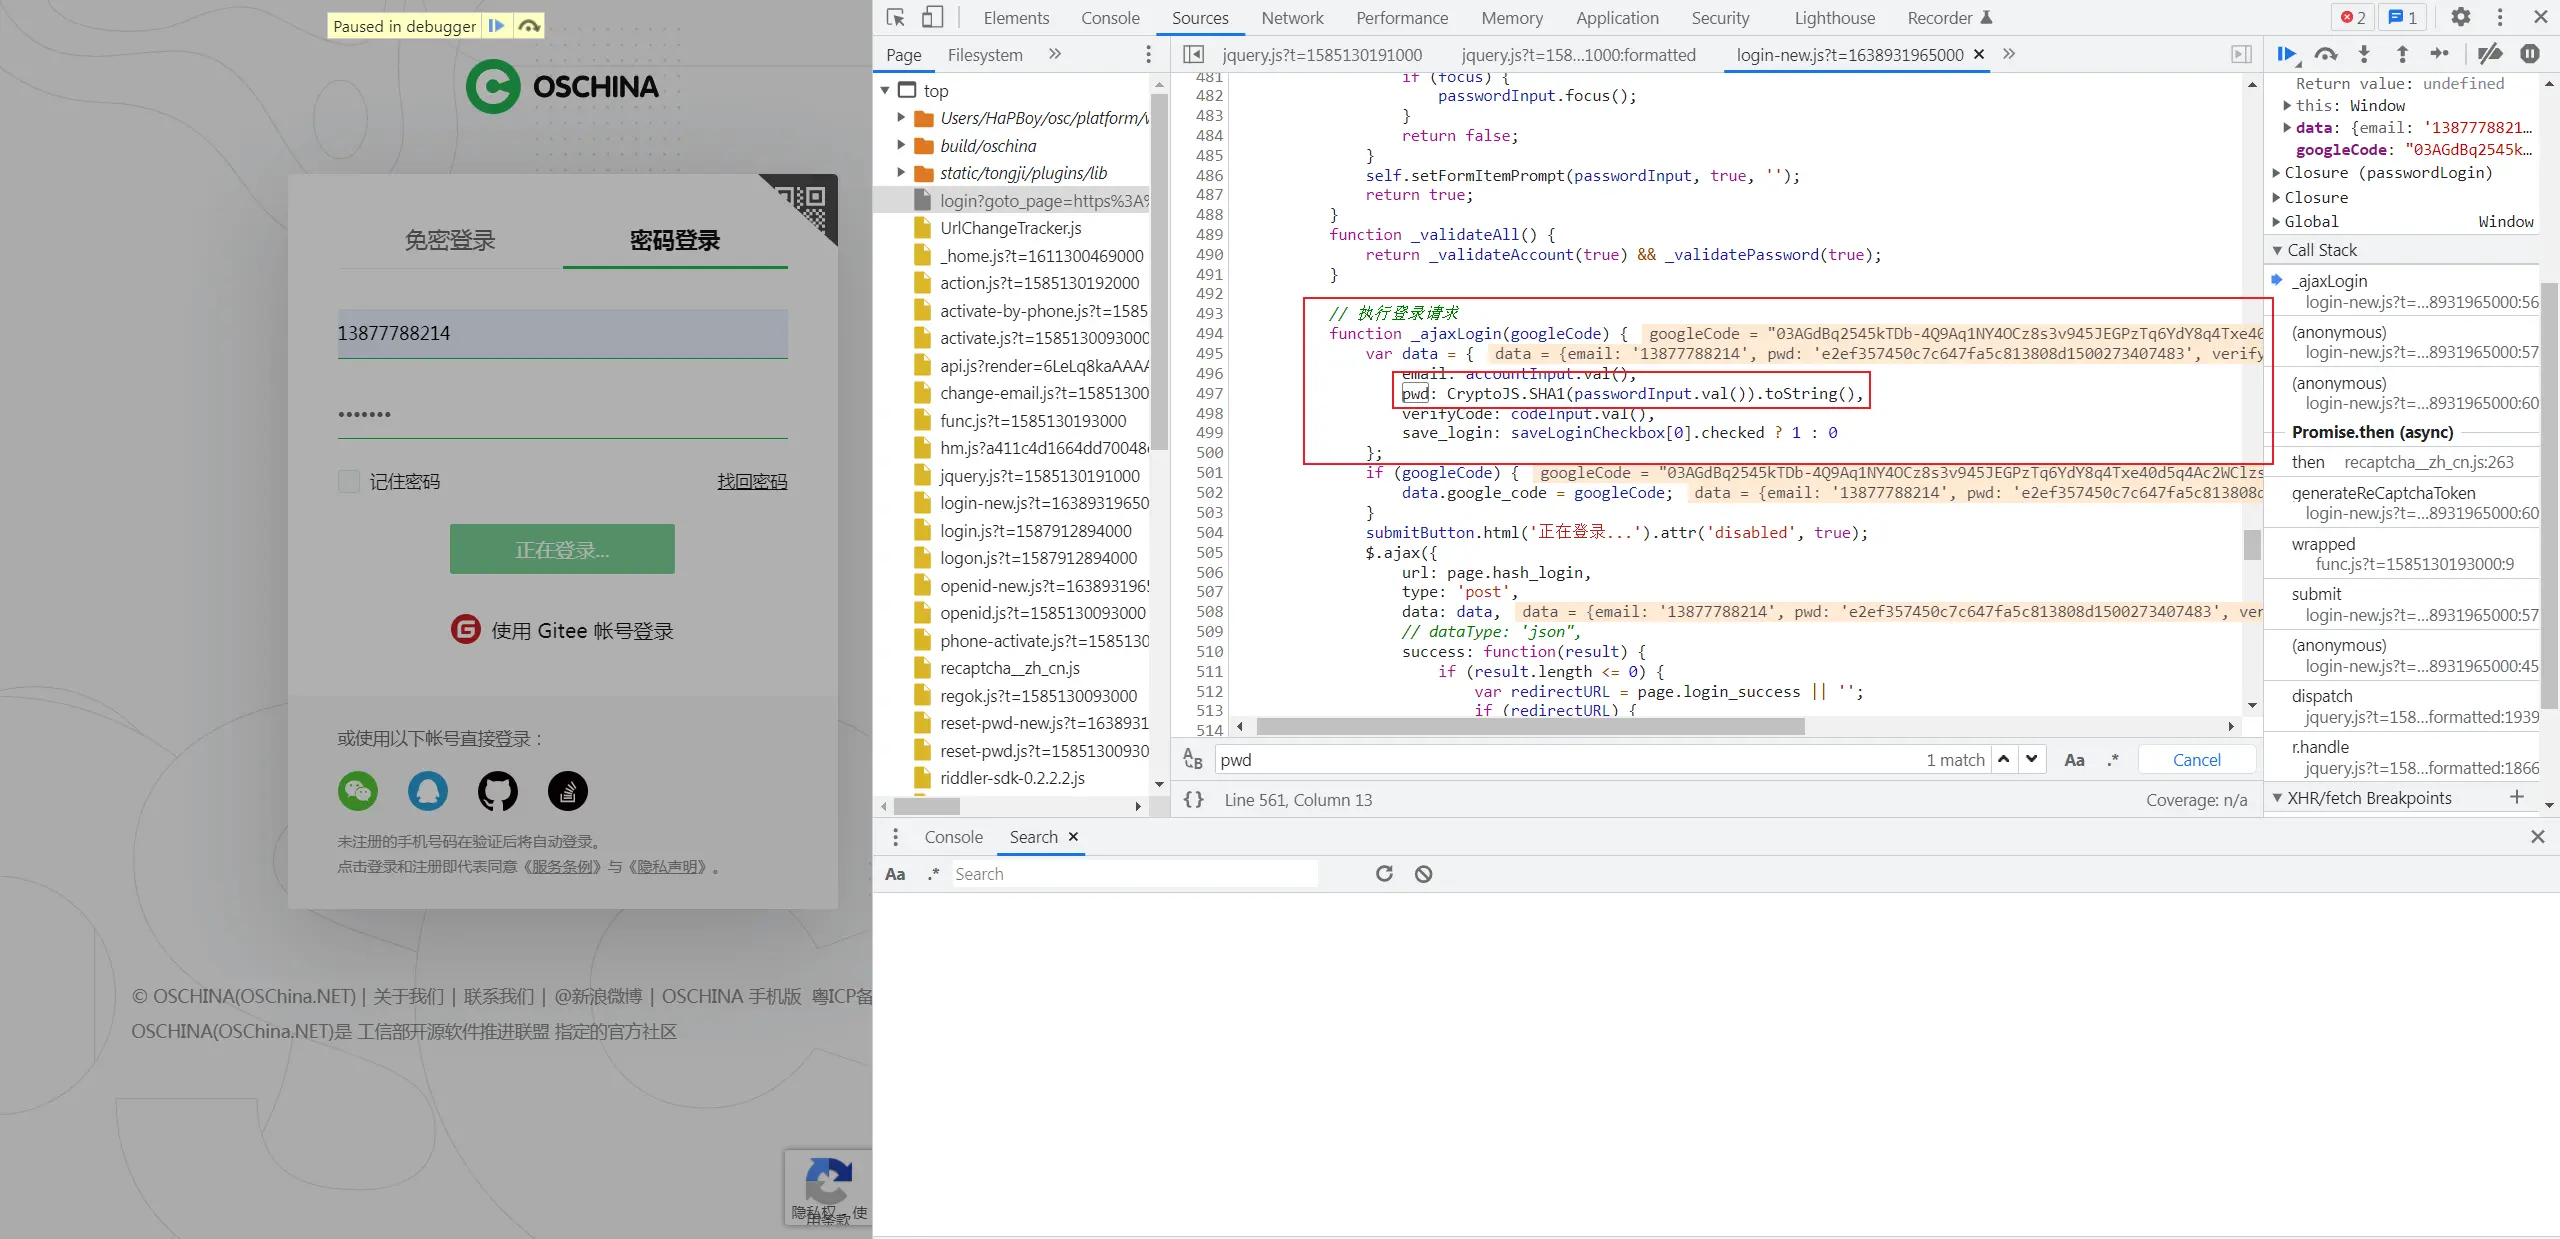 Paused in debugger
OSCHINA
免密登录
密码登录
13877788214
•••••••
记住密码
找回密码
正在登录...
使用 Gitee 帐号登录
或使用以下帐号直接登录：
未注册的手机号码在验证后将自动登录。
点击登录和注册即代表同意《服务条例》与《隐私声明》。
© OSCHINA(OSChina.NET) | 关于我们 | 联系我们 | @新浪微博 | OSCHINA 手机版 粤ICP备
OSCHINA(OSChina.NET)是 工信部开源软件推进联盟 指定的官方社区
隐私权 - 使
用条款
Elements Console Sources Network Performance Memory Application Security Lighthouse Recorder 2 1
Page Filesystem
jquery.js?t=1585130191000 jquery.js?t=158...1000:formatted login-new.js?t=1638931965000
top
Users/HaPBoy/osc/platform/v
build/oschina
static/tongji/plugins/lib
login?goto_page=https%3A%
UrlChangeTracker.js
_home.js?t=1611300469000
action.js?t=1585130192000
activate-by-phone.js?t=1585
activate.js?t=1585130093000
api.js?render=6LeLq8kaAAAA
change-email.js?t=15851300
func.js?t=1585130193000
hm.js?a411c4d1664dd70048
jquery.js?t=1585130191000
login-new.js?t=16389319650
login.js?t=1587912894000
logon.js?t=1587912894000
openid-new.js?t=163893196
openid.js?t=1585130093000
phone-activate.js?t=1585130
recaptcha__zh_cn.js
regok.js?t=1585130093000
reset-pwd-new.js?t=1638931
reset-pwd.js?t=15851300930
riddler-sdk-0.2.2.2.js
481 if (focus) {
482 passwordInput.focus();
483 }
484 return false;
485 }
486 self.setFormItemPrompt(passwordInput, true, '');
487 return true;
488 }
489 function _validateAll() {
490 return _validateAccount(true) && _validatePassword(true);
491 }
492
493 // 执行登录请求
494 function _ajaxLogin(googleCode) { googleCode = "03AGdBq2545kTDb-4Q9Aq1NY4OCz8s3v945JEGPzTq6YdY8q4Txe40
495 var data = { data = {email: '13877788214', pwd: 'e2ef357450c7c647fa5c813808d1500273407483', verify
496 email: accountInput.val(),
497 pwd: CryptoJS.SHA1(passwordInput.val()).toString(),
498 verifyCode: codeInput.val(),
499 save_login: saveLoginCheckbox[0].checked ? 1 : 0
500 };
501 if (googleCode) { googleCode = "03AGdBq2545kTDb-4Q9Aq1NY4OCz8s3v945JEGPzTq6YdY8q4Txe40d5q4Ac2WClzs
502 data.google_code = googleCode; data = {email: '13877788214', pwd: 'e2ef357450c7c647fa5c813808d
503 }
504 submitButton.html('正在登录...').attr('disabled', true);
505 $.ajax({
506 url: page.hash_login,
507 type: 'post',
508 data: data, data = {email: '13877788214', pwd: 'e2ef357450c7c647fa5c813808d1500273407483', ver
509 // dataType: 'json",
510 success: function(result) {
511 if (result.length <= 0) {
512 var redirectURL = page.login_success || '';
513 if (redirectURL) {
514
pwd 1 match Aa .* Cancel
{} Line 561, Column 13 Coverage: n/a
Return value: undefined
this: Window
data: {email: '1387778821...
googleCode: "03AGdBq2545k...
Closure (passwordLogin)
Closure
Global Window
Call Stack
_ajaxLogin
login-new.js?t=...8931965000:56
(anonymous)
login-new.js?t=...8931965000:57
(anonymous)
login-new.js?t=...8931965000:60
Promise.then (async)
then recaptcha__zh_cn.js:263
generateReCaptchaToken
login-new.js?t=...8931965000:60
wrapped
func.js?t=1585130193000:9
submit
login-new.js?t=...8931965000:57
(anonymous)
login-new.js?t=...8931965000:45
dispatch
jquery.js?t=158...formatted:1939
r.handle
jquery.js?t=158...formatted:1866
XHR/fetch Breakpoints
Console Search
Aa .* Search